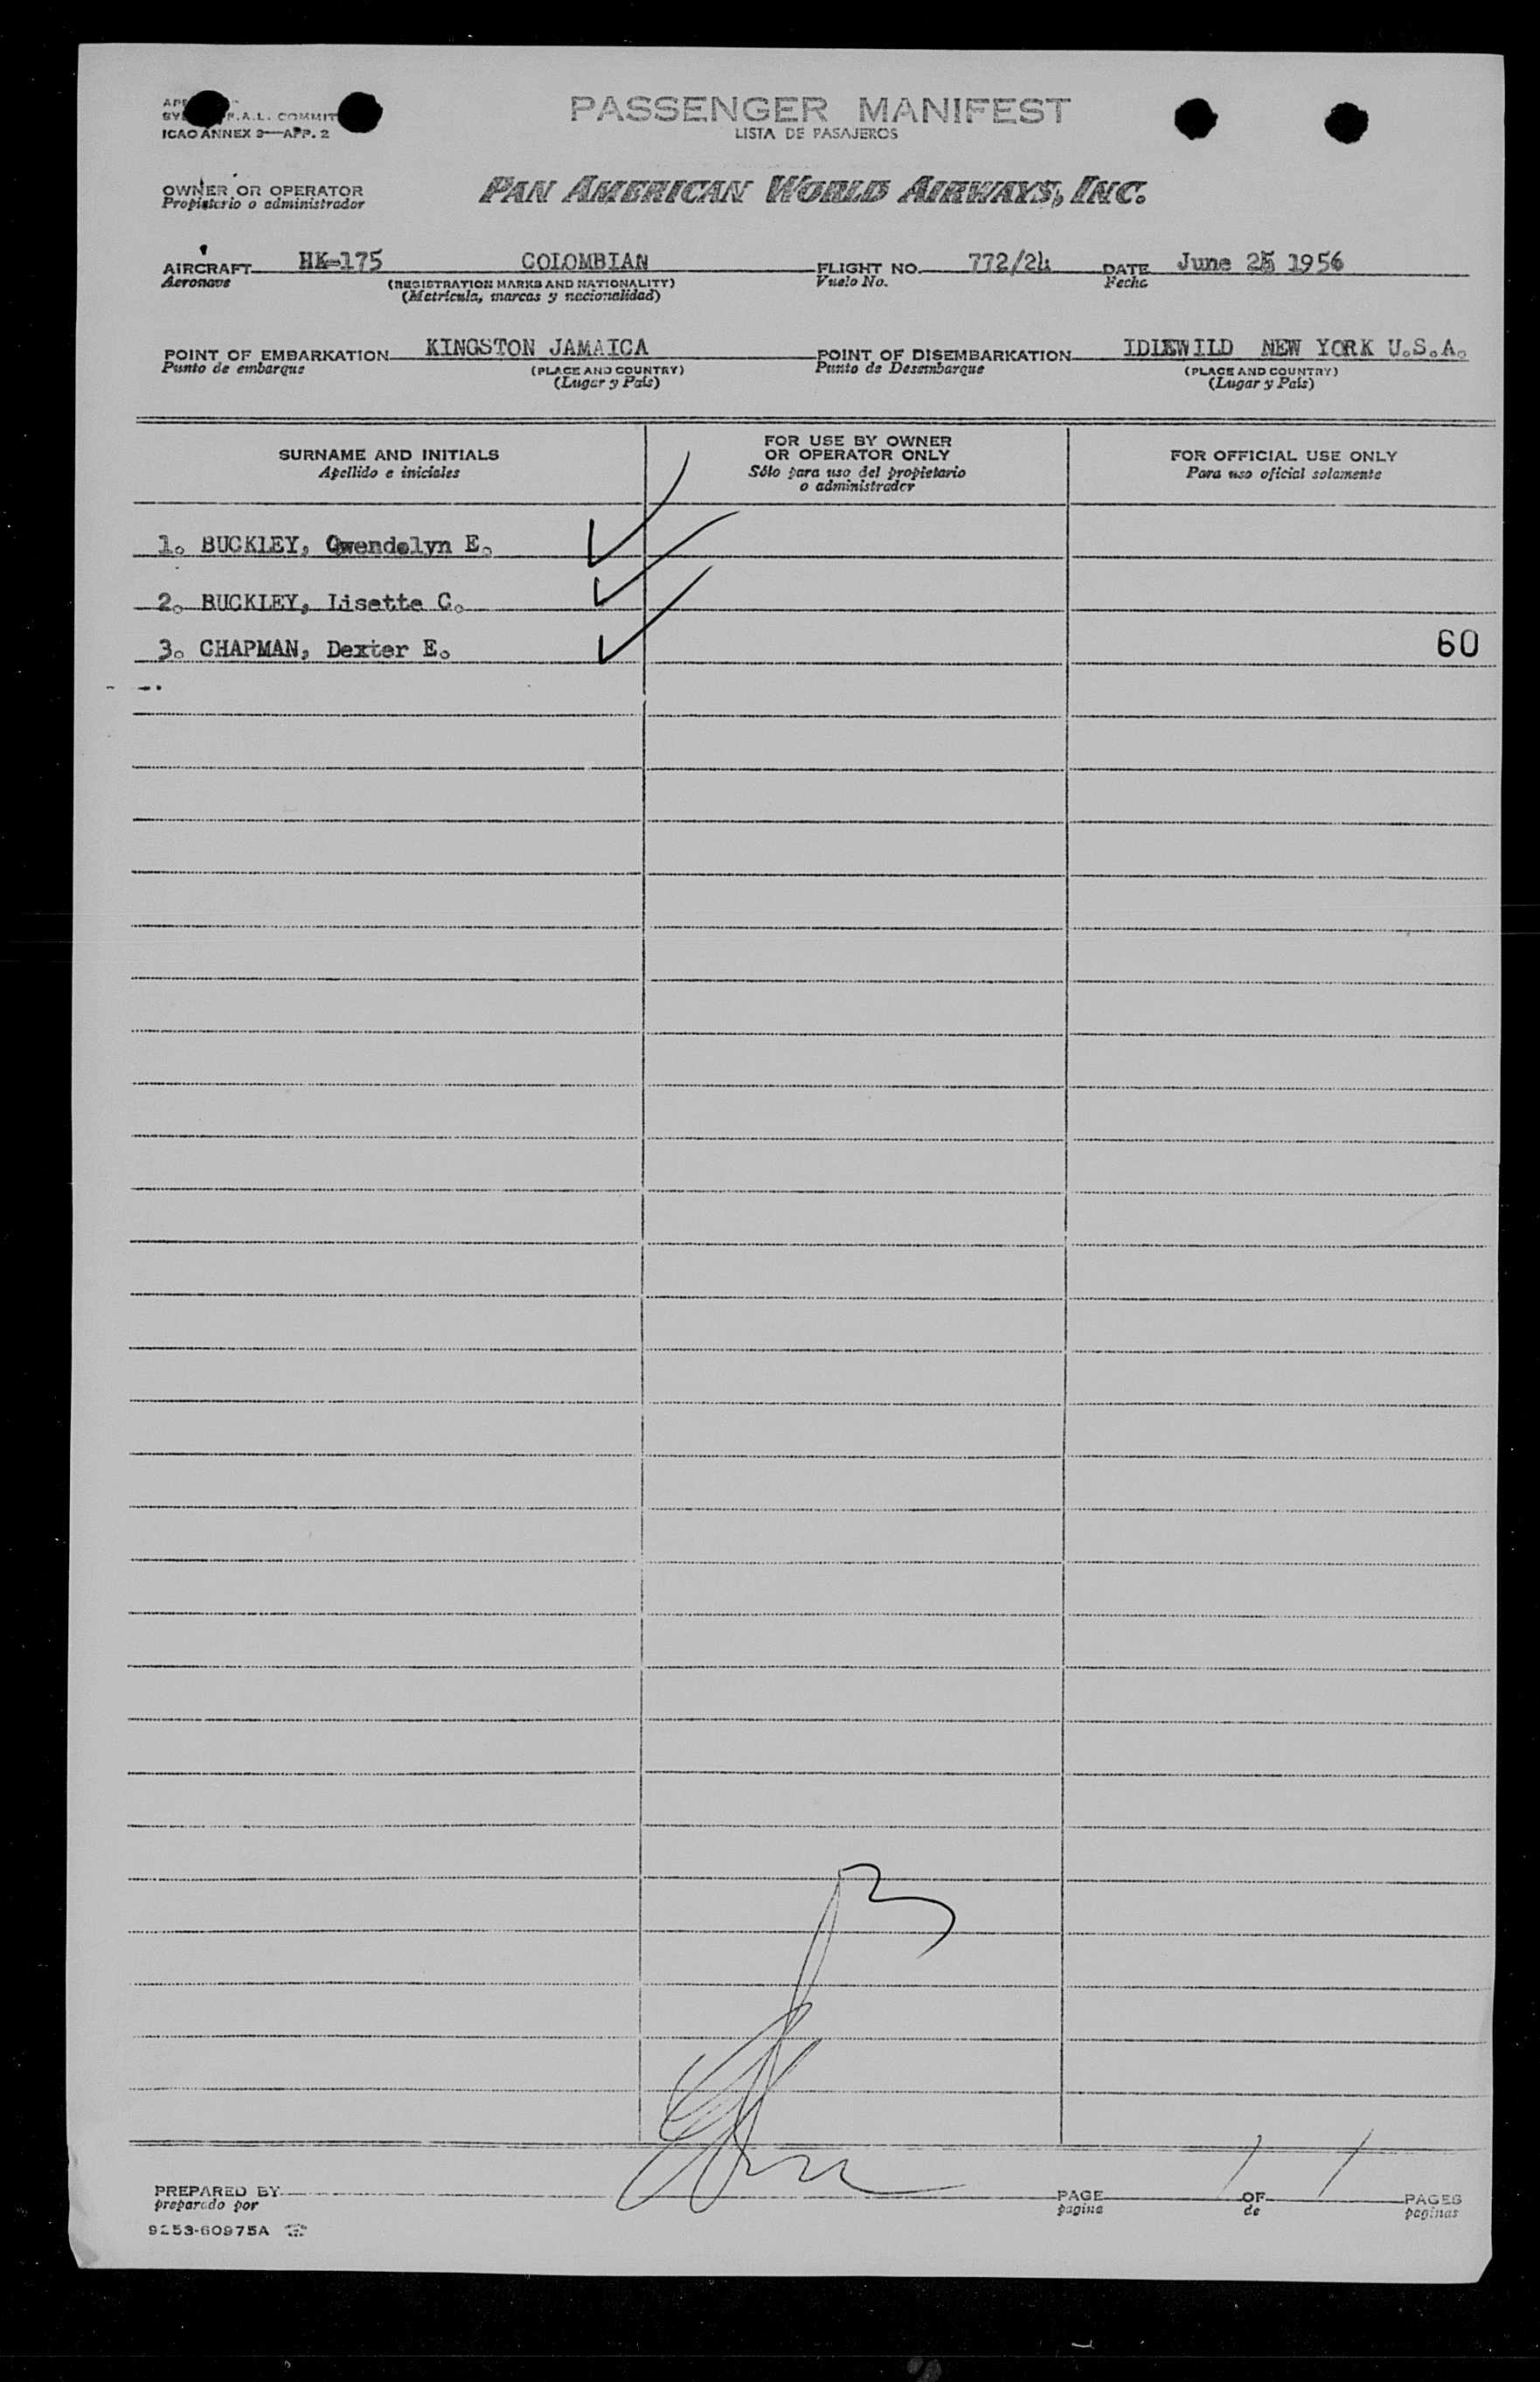 PASSENGER MANIFEST
LISTA DE PASAJEROS
R.A.L. COMMIT
ICAO ANNEX 9—APP. 2
OWNER OR OPERATOR
Propietario o administrador
PAN AMERICAN WORLD AIRWAYS, INC.
AIRCRAFT HK-175 COLOMBIAN FLIGHT NO. 772/24 DATE June 25 1956
Aeronave (REGISTRATION MARKS AND NATIONALITY) Vuelo No. Fecha
(Matrícula, marcas y nacionalidad)
POINT OF EMBARKATION KINGSTON JAMAICA POINT OF DISEMBARKATION IDLEWILD NEW YORK U.S.A.
Punto de embarque (PLACE AND COUNTRY) Punto de Desembarque (PLACE AND COUNTRY)
(Lugar y País) (Lugar y País)
SURNAME AND INITIALS
Apellido e iniciales
FOR USE BY OWNER
OR OPERATOR ONLY
Sólo para uso del propietario
o administrador
FOR OFFICIAL USE ONLY
Para uso oficial solamente
1. BUCKLEY, Gwendolyn E.
2. BUCKLEY, Lisette C.
3. CHAPMAN, Dexter E.
60
PREPARED BY PAGE 1 OF 1 PAGES
preparado por pagina de paginas
9253-60975A